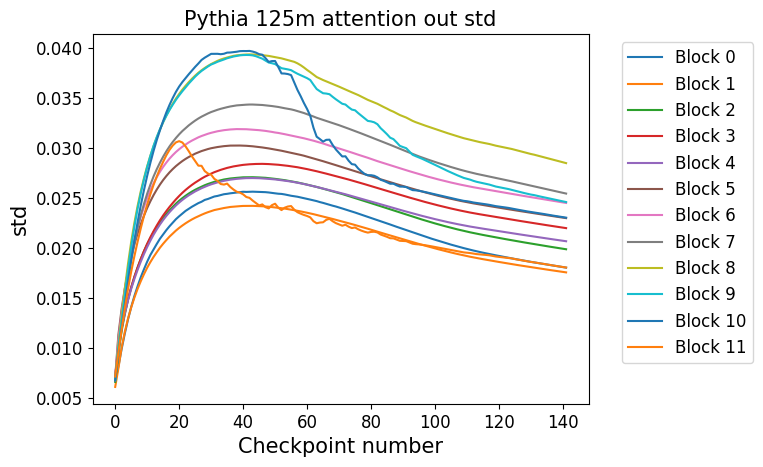 Pythia 125m attention out std
0.040
0.035
0.030
0.025
0.020
0.015
0.010
0.005
std
0 20 40 60 80 100 120 140
Checkpoint number
Block 0
Block 1
Block 2
Block 3
Block 4
Block 5
Block 6
Block 7
Block 8
Block 9
Block 10
Block 11